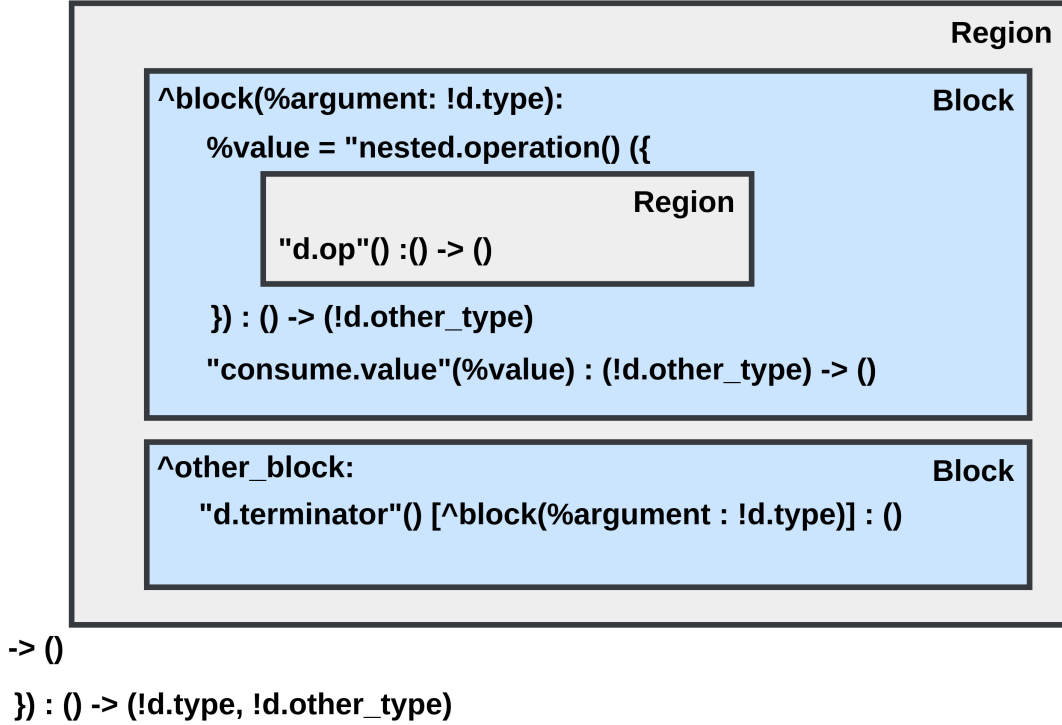 Region
^block(%argument: !d.type):
Block
%value = "nested.operation() ({
Region
"d.op"() :() -> ()
}) : () -> (!d.other_type)
"consume.value"(%value) : (!d.other_type) -> ()
^other_block:
Block
"d.terminator"() [^block(%argument : !d.type)] : ()
-> ()
}) : () -> (!d.type, !d.other_type)